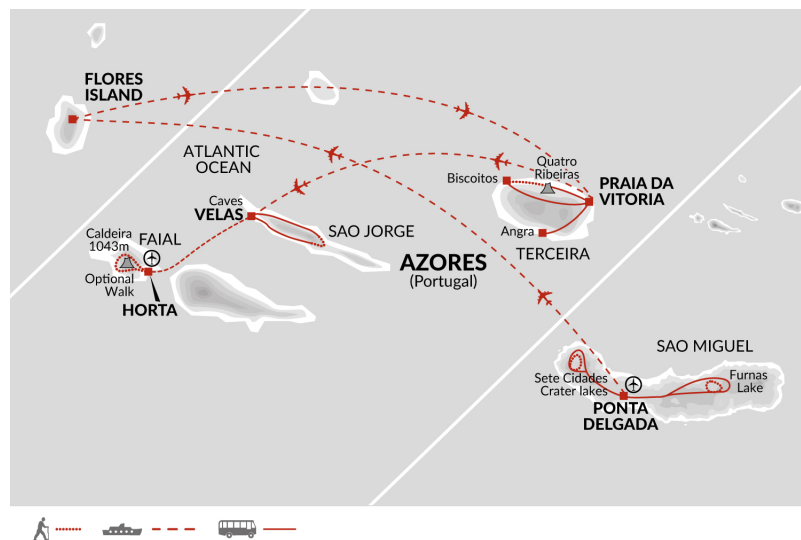 FLORES
ISLAND
ATLANTIC
OCEAN
Quatro
Ribeiras
Biscoitos
PRAIA DA
VITORIA
Caves
VELAS
SAO JORGE
Angra
TERCEIRA
Caldeira
1043m
FAIAL
AZORES
(Portugal)
Optional
Walk
HORTA
SAO MIGUEL
Sete Cidades
Crater lakes
Furnas
Lake
PONTA
DELGADA